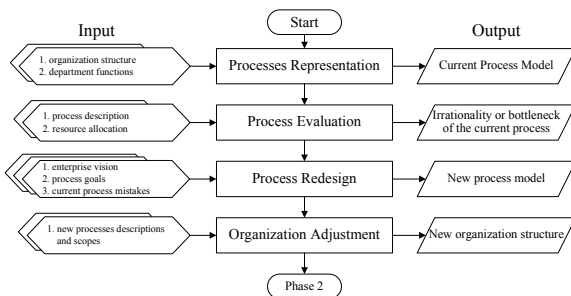 Start
Input
Output
1. organization structure
2. department functions
Processes Representation
Current Process Model
1. process description
2. resource allocation
Process Evaluation
Irrationality or bottleneck
of the current process
1. enterprise vision
2. process goals
3. current process mistakes
Process Redesign
New process model
1. new processes descriptions
and scopes
Organization Adjustment
New organization structure
Phase 2